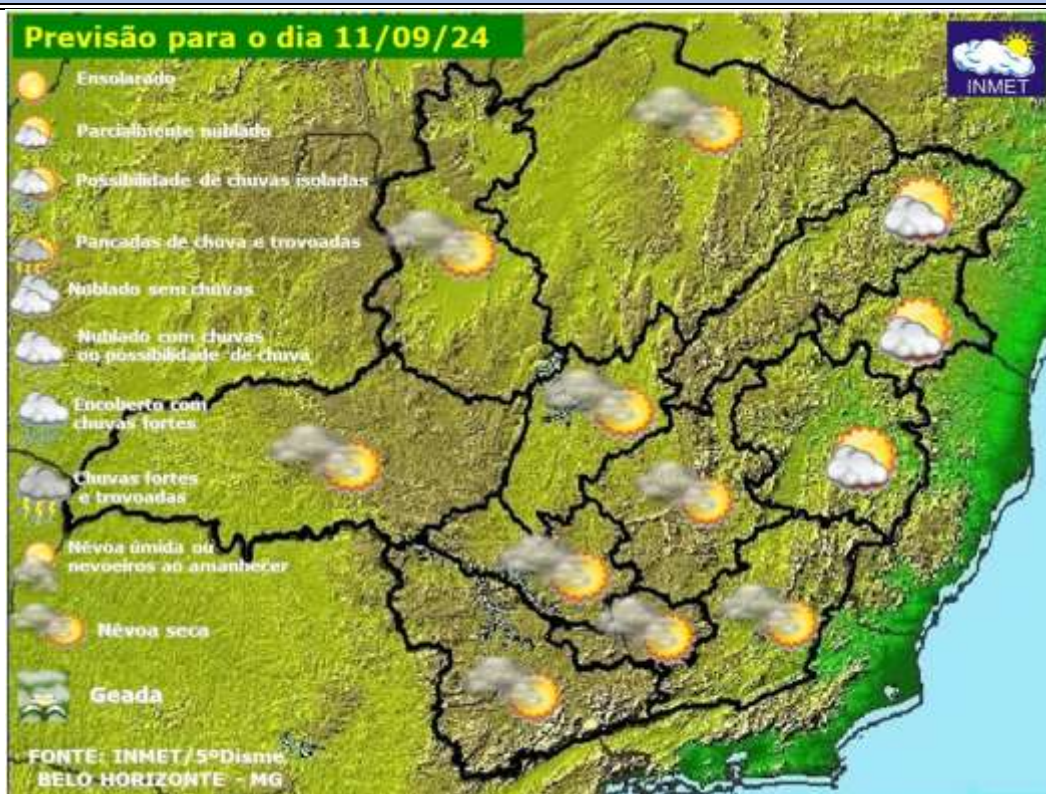 Previsão para o dia 11/09/24
INMET
Ensolarado
Parcialmente nublado
Possibilidade de chuvas isoladas
Pancadas de chuva e trovoadas
Nublado sem chuvas
Nublado com chuvas
ou possibilidade de chuva
Encoberto com
chuvas fortes
Chuvas fortes
e trovoadas
Névoa úmida ou
nevoeiros ao amanhecer
Névoa seca
Geada
FONTE: INMET/5ºDisme
BELO HORIZONTE - MG